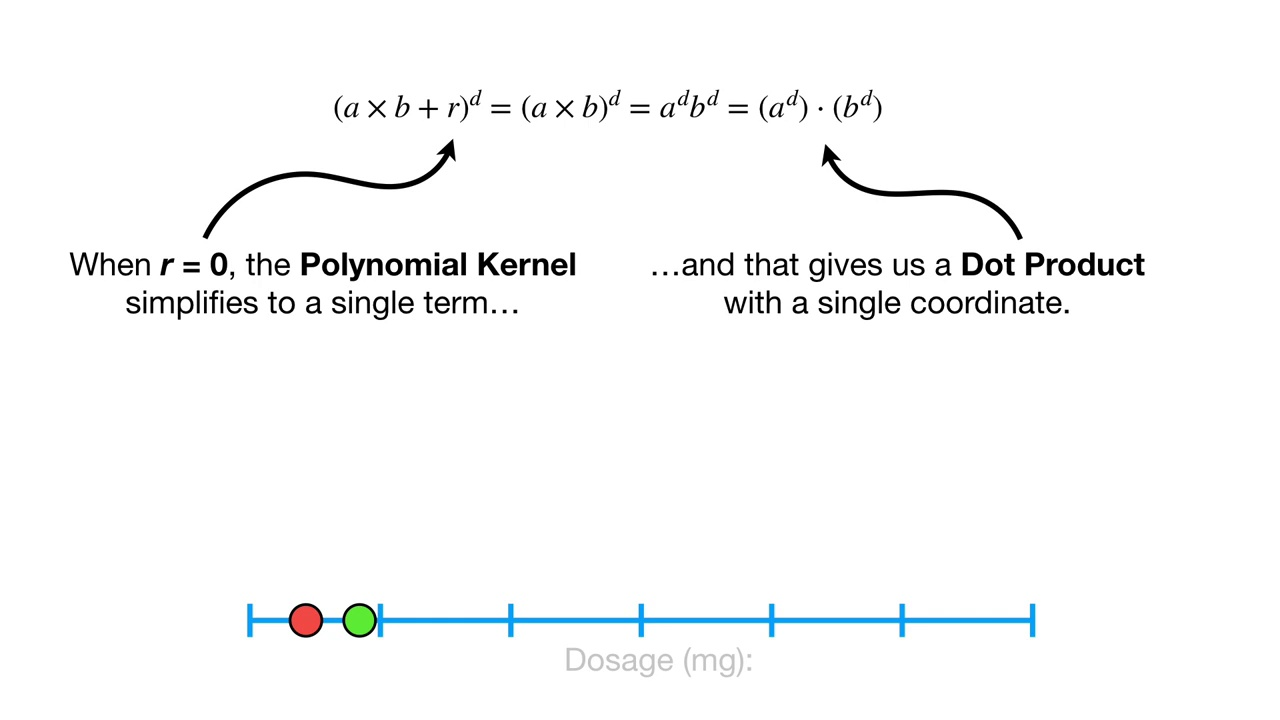 (a × b + r)^d = (a × b)^d = a^d b^d = (a^d) · (b^d)
When r = 0, the Polynomial Kernel
simplifies to a single term…
…and that gives us a Dot Product
with a single coordinate.
Dosage (mg):